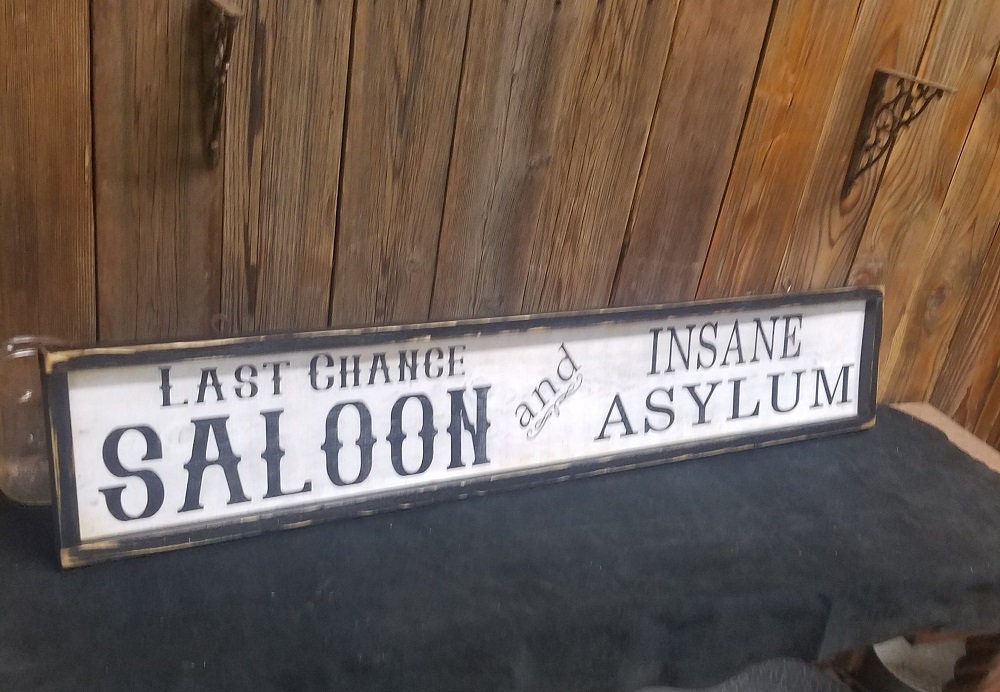 Last Chance
SALOON
and
INSANE
ASYLUM